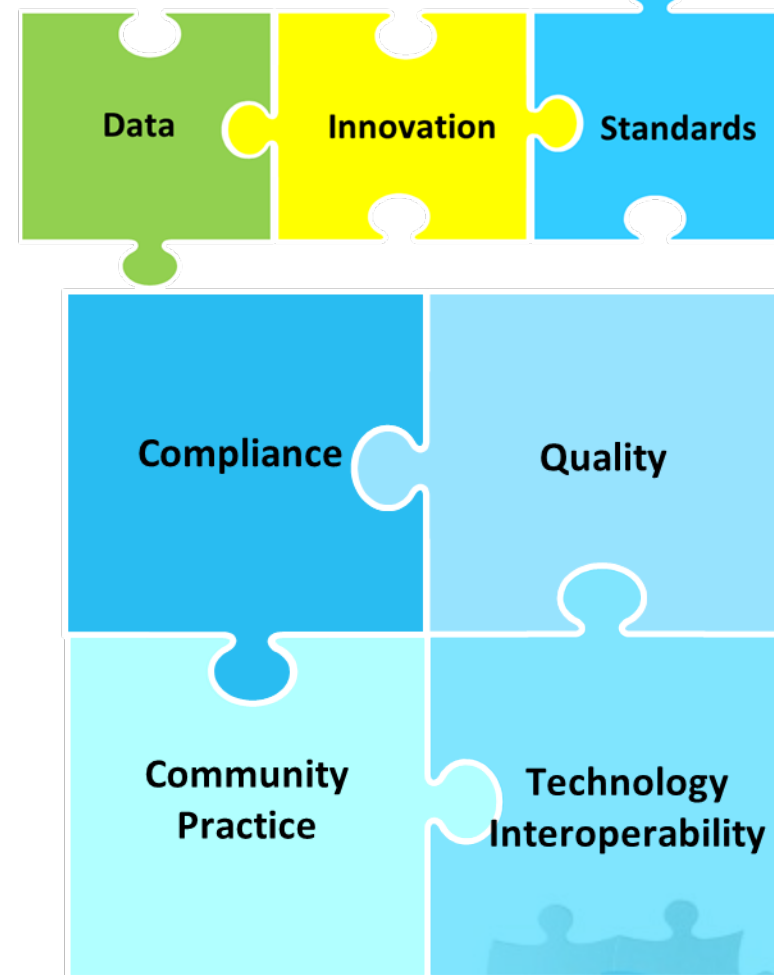 Data
Innovation
Standards
Compliance
Quality
Community
Practice
Technology
Interoperability